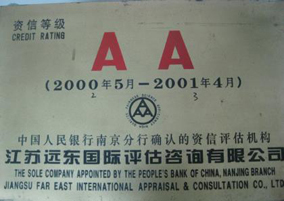 资信等级
CREDIT RATING
A A
(2000年5月—2001年4月)
中国人民银行南京分行确认的资信评估机构
江苏远东国际评估咨询有限公司
THE SOLE COMPANY APPOINTED BY THE PEOPLE'S BANK OF CHINA, NANJING BRANCH
JIANGSU FAR EAST INTERNATIONAL APPRAISAL & CONSULTATION CO., LTD